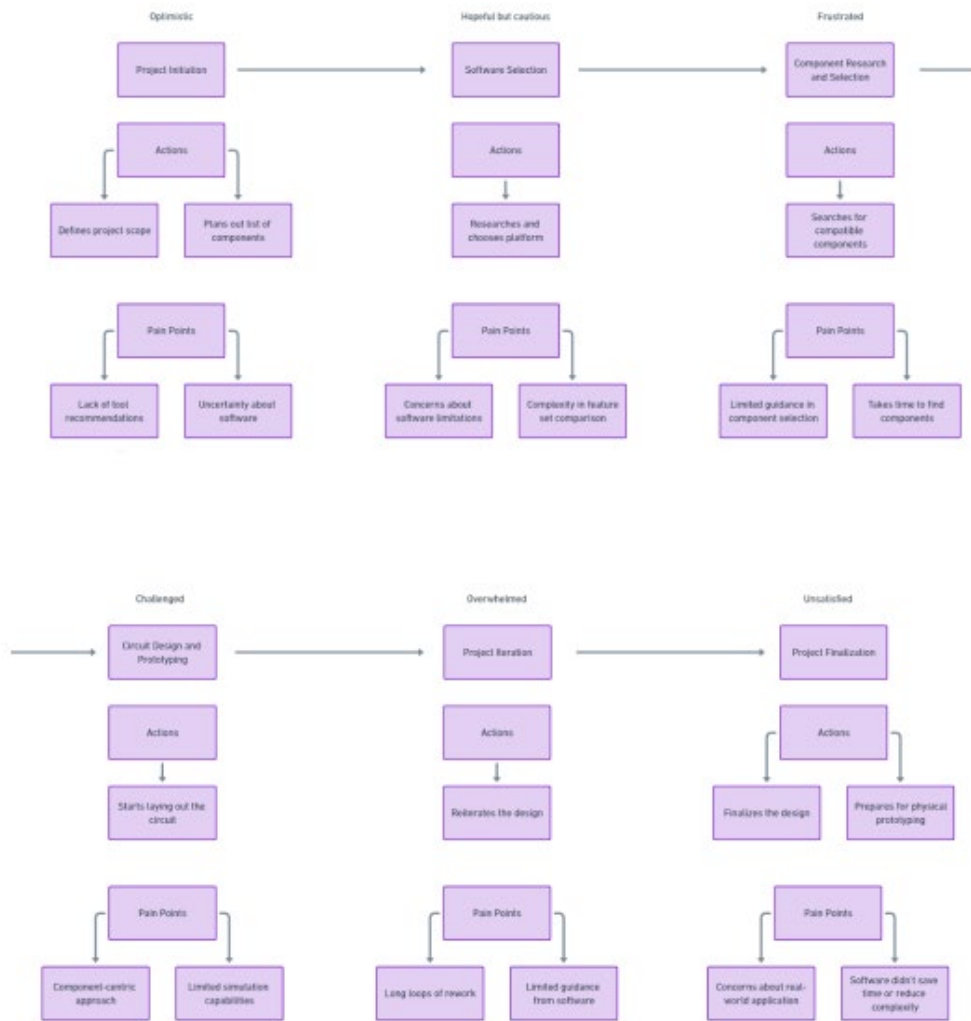 Optimistic
Hopeful but cautious
Frustrated
Project Initiation
Software Selection
Component Research
and Selection
Actions
Actions
Actions
Defines project scope
Plans out list of
components
Researches and
chooses platform
Searches for
compatible
components
Pain Points
Pain Points
Pain Points
Lack of tool
recommendations
Uncertainty about
software
Concerns about
software limitations
Complexity in feature
set comparison
Limited guidance in
component selection
Takes time to find
components
Challenged
Overwhelmed
Unsatisfied
Circuit Design and
Prototyping
Project Iteration
Project Finalization
Actions
Actions
Actions
Starts laying out the
circuit
Reiterates the design
Finalizes the design
Prepares for physical
prototyping
Pain Points
Pain Points
Pain Points
Component-centric
approach
Limited simulation
capabilities
Long loops of rework
Limited guidance
from software
Concerns about real-
world application
Software didn't save
time or reduce
complexity